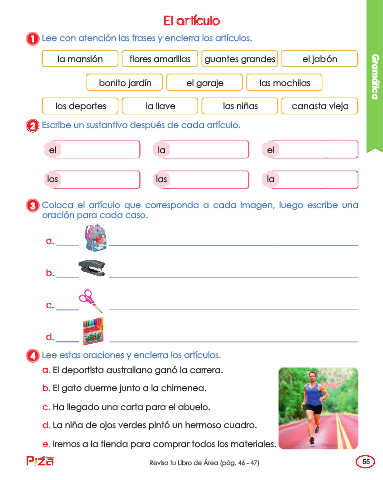 El artículo
1 Lee con atención las frases y encierra los artículos.
la mansión flores amarillas guantes grandes el jabón
bonito jardín el garaje las mochilas
los deportes la llave las niñas canasta vieja
2 Escribe un sustantivo después de cada artículo.
el la el
los las la
3 Coloca el artículo que corresponda a cada imagen, luego escribe una
oración para cada caso.
a.
b.
c.
d.
4 Lee estas oraciones y encierra los artículos.
a. El deportista australiano ganó la carrera.
b. El gato duerme junto a la chimenea.
c. Ha llegado una carta para el abuelo.
d. La niña de ojos verdes pintó un hermoso cuadro.
e. Iremos a la tienda para comprar todos los materiales.
Gramática
Revisa tu Libro de Área (pág. 46 - 47)
55